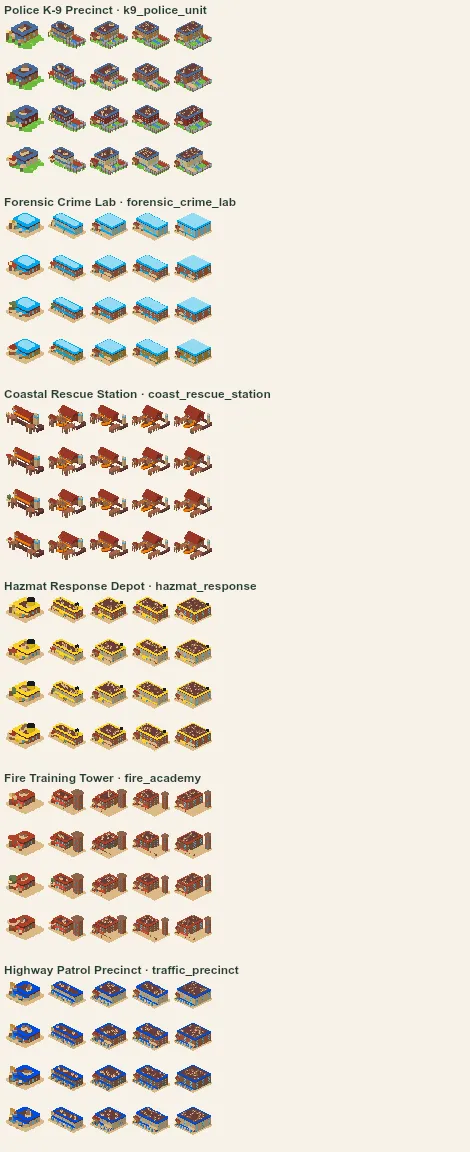 Police K-9 Precinct · k9_police_unit
Forensic Crime Lab · forensic_crime_lab
Coastal Rescue Station · coast_rescue_station
Hazmat Response Depot · hazmat_response
Fire Training Tower · fire_academy
Highway Patrol Precinct · traffic_precinct